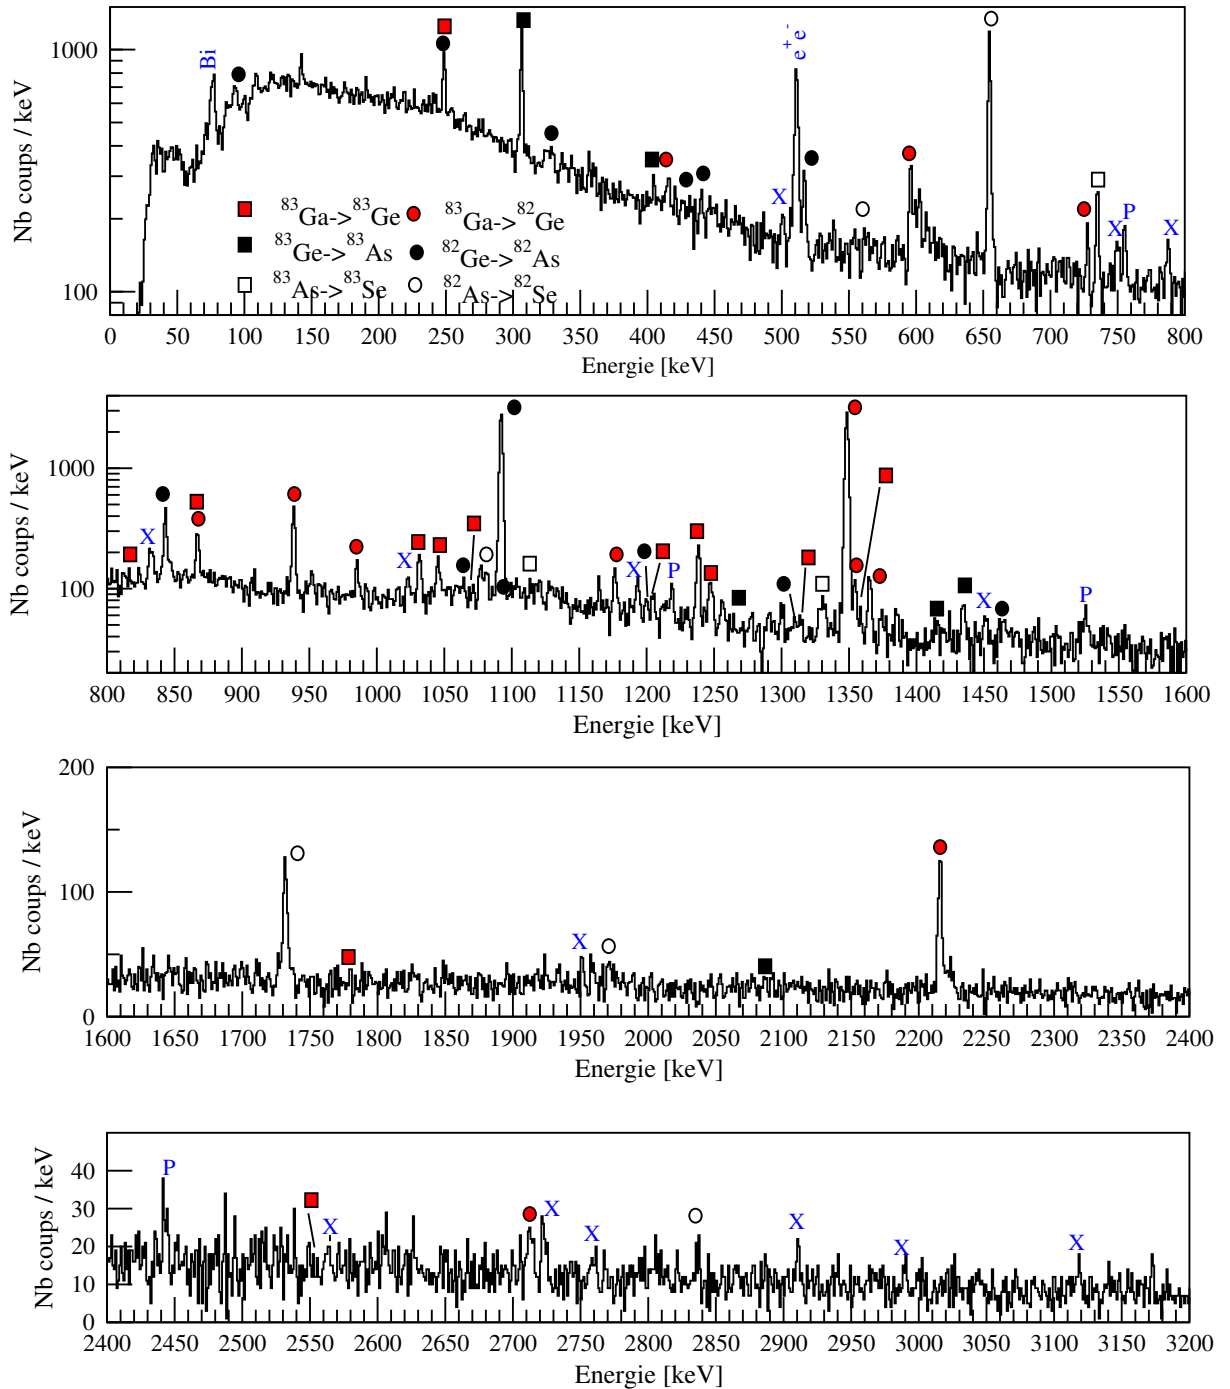 1000
100
Nb coups / keV
Bi
e+e-
X
X P X
83Ga->83Ge 83Ga->82Ge
83Ge->83As 82Ge->82As
83As->83Se 82As->82Se
0 50 100 150 200 250 300 350 400 450 500 550 600 650 700 750 800
Energie [keV]
1000
100
Nb coups / keV
X X X P X P
800 850 900 950 1000 1050 1100 1150 1200 1250 1300 1350 1400 1450 1500 1550 1600
Energie [keV]
200
100
0
Nb coups / keV
X
1600 1650 1700 1750 1800 1850 1900 1950 2000 2050 2100 2150 2200 2250 2300 2350 2400
Energie [keV]
40
30
20
10
0
Nb coups / keV
P X X X X X X
2400 2450 2500 2550 2600 2650 2700 2750 2800 2850 2900 2950 3000 3050 3100 3150 3200
Energie [keV]